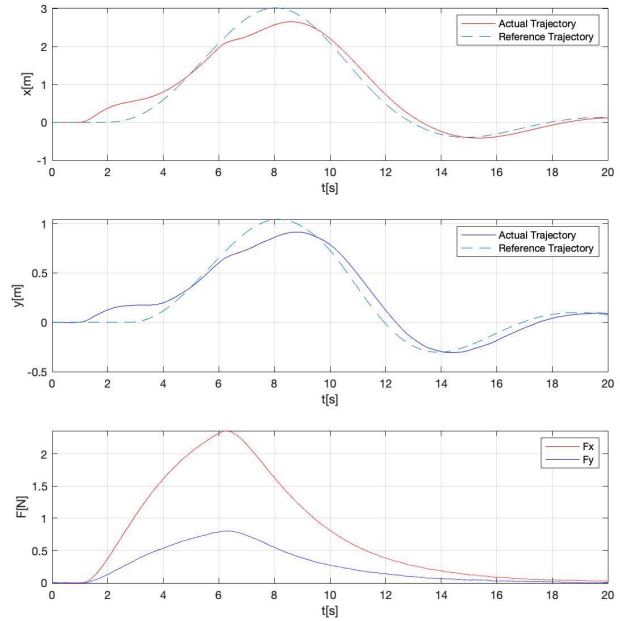 3
2
1
0
-1
x[m]
Actual Trajectory
Reference Trajectory
0 2 4 6 8 10 12 14 16 18 20
t[s]
1
0.5
0
-0.5
y[m]
Actual Trajectory
Reference Trajectory
0 2 4 6 8 10 12 14 16 18 20
t[s]
2
1.5
1
0.5
0
F[N]
Fx
Fy
0 2 4 6 8 10 12 14 16 18 20
t[s]